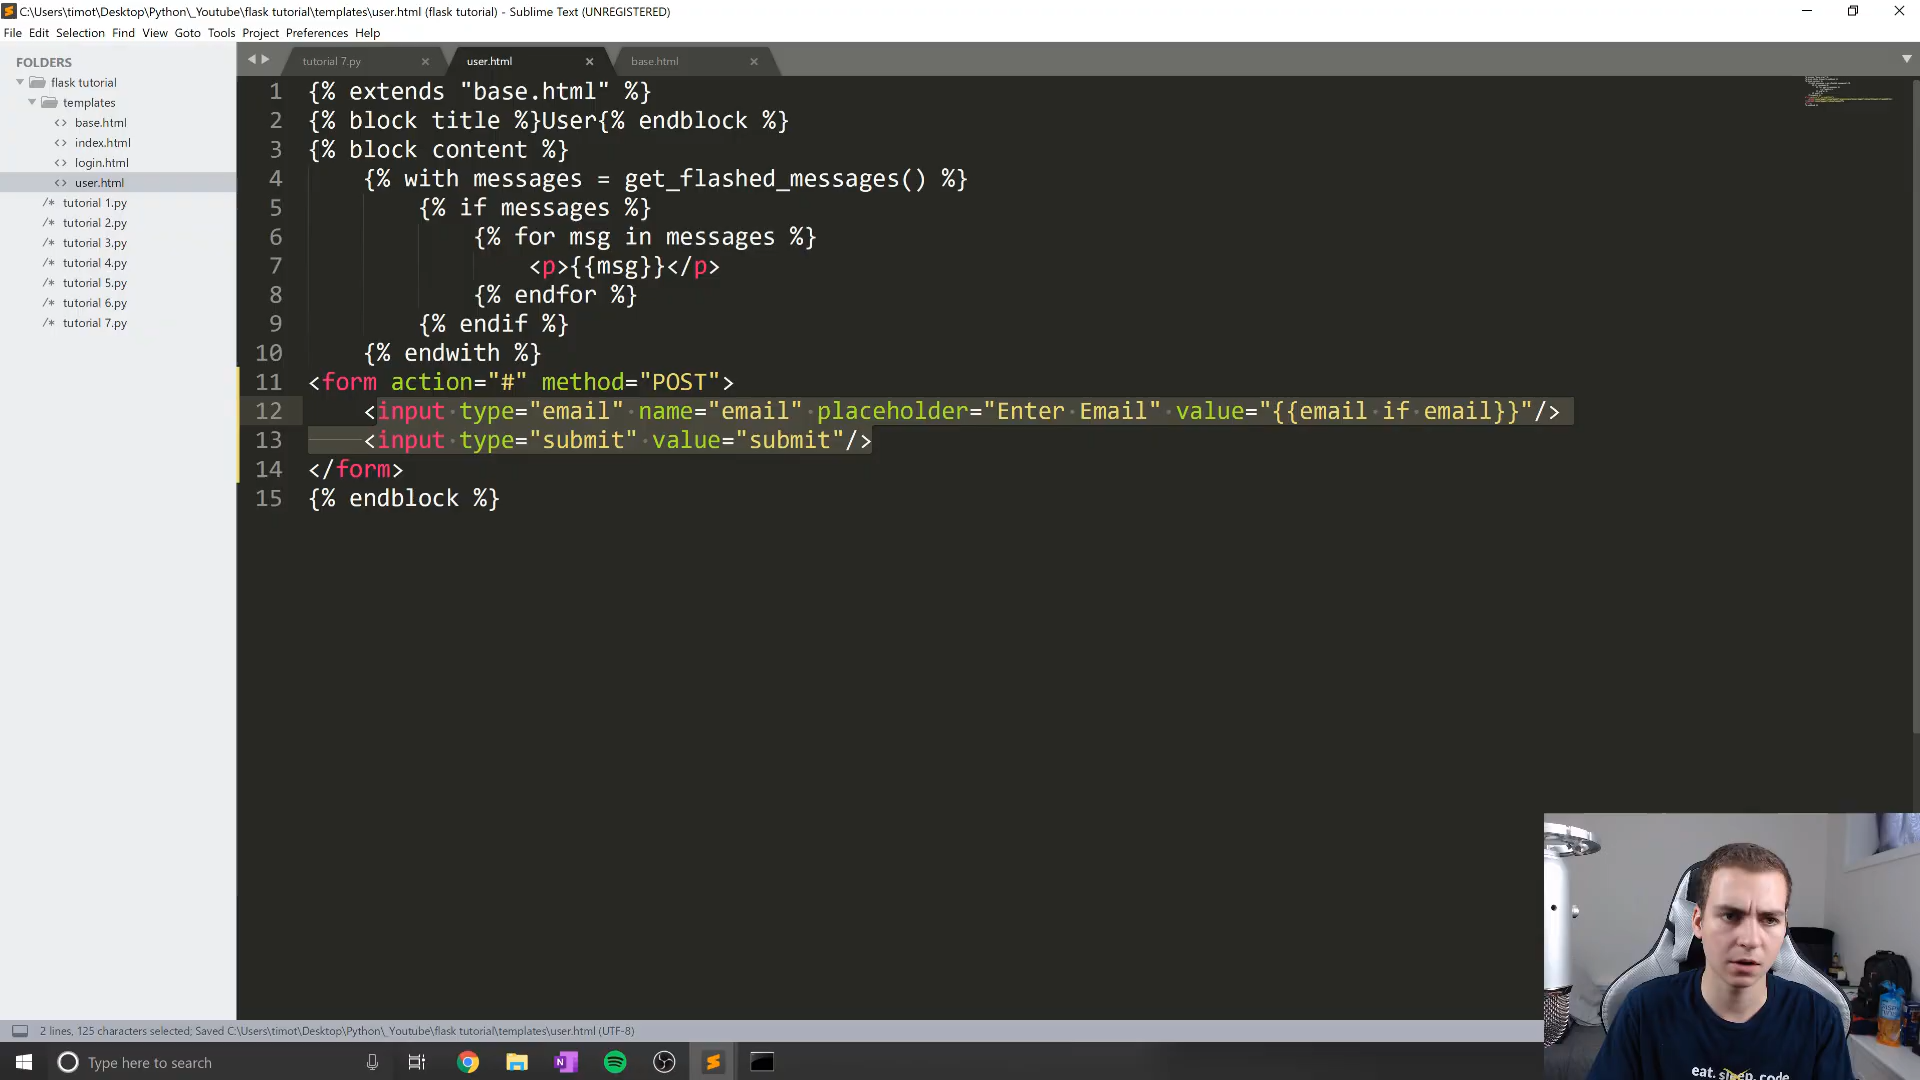 C:\Users\timot\Desktop\Python\_Youtube\flask tutorial\templates\user.html (flask tutorial) - Sublime Text (UNREGISTERED)
File Edit Selection Find View Goto Tools Project Preferences Help
FOLDERS
flask tutorial
templates
<> base.html
<> index.html
<> login.html
<> user.html
/* tutorial 1.py
/* tutorial 2.py
/* tutorial 3.py
/* tutorial 4.py
/* tutorial 5.py
/* tutorial 6.py
/* tutorial 7.py
tutorial 7.py × user.html × base.html ×
1 {% extends "base.html" %}
2 {% block title %}User{% endblock %}
3 {% block content %}
4 {% with messages = get_flashed_messages() %}
5 {% if messages %}
6 {% for msg in messages %}
7 <p>{{msg}}</p>
8 {% endfor %}
9 {% endif %}
10 {% endwith %}
11 <form action="#" method="POST">
12 <input type="email" name="email" placeholder="Enter Email" value="{{email if email}}"/>
13 <input type="submit" value="submit"/>
14 </form>
15 {% endblock %}
2 lines, 125 characters selected; Saved C:\Users\timot\Desktop\Python\_Youtube\flask tutorial\templates\user.html (UTF-8)
Type here to search
eat. sleep. code